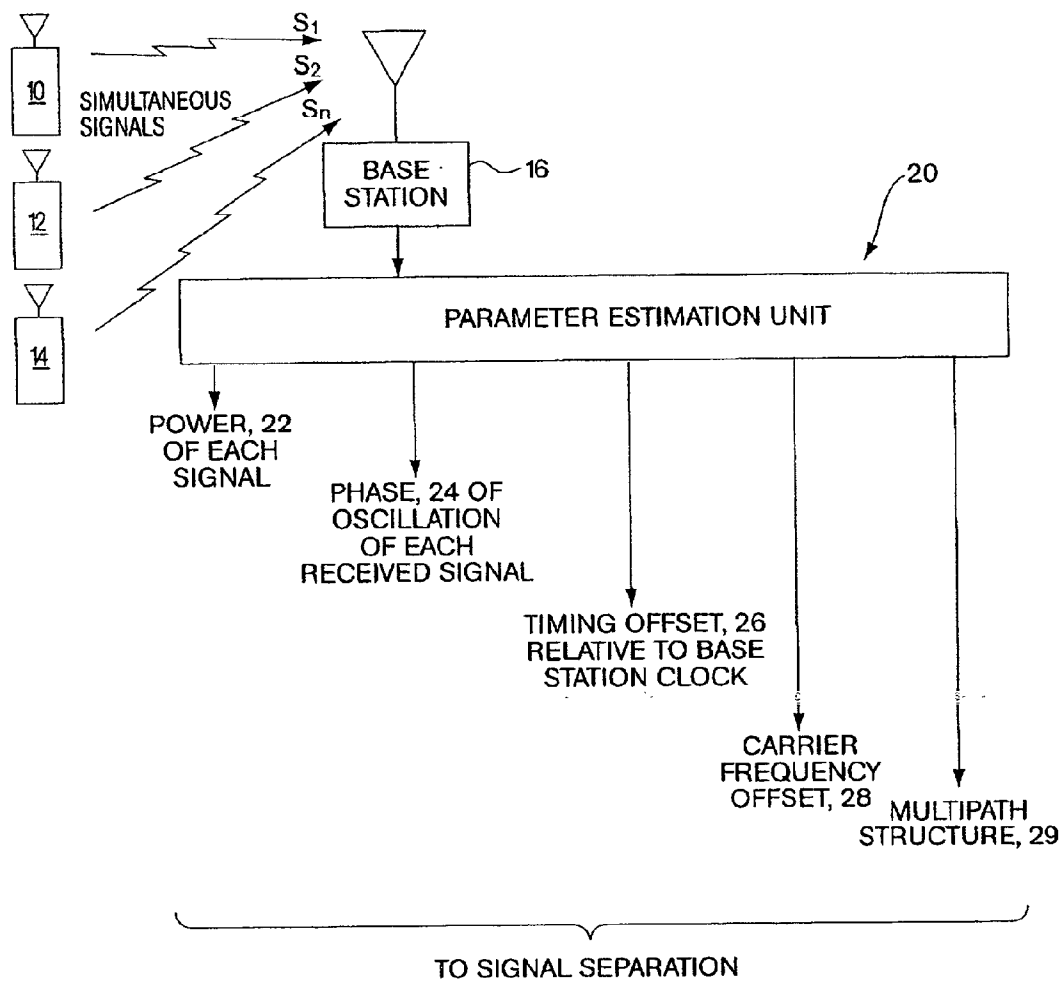 S1
10
SIMULTANEOUS
SIGNALS
S2
Sn
12
14
BASE
STATION
16
20
PARAMETER ESTIMATION UNIT
POWER, 22
OF EACH
SIGNAL
PHASE, 24 OF
OSCILLATION
OF EACH
RECEIVED SIGNAL
TIMING OFFSET, 26
RELATIVE TO BASE
STATION CLOCK
CARRIER
FREQUENCY
OFFSET, 28
MULTIPATH
STRUCTURE, 29
TO SIGNAL SEPARATION